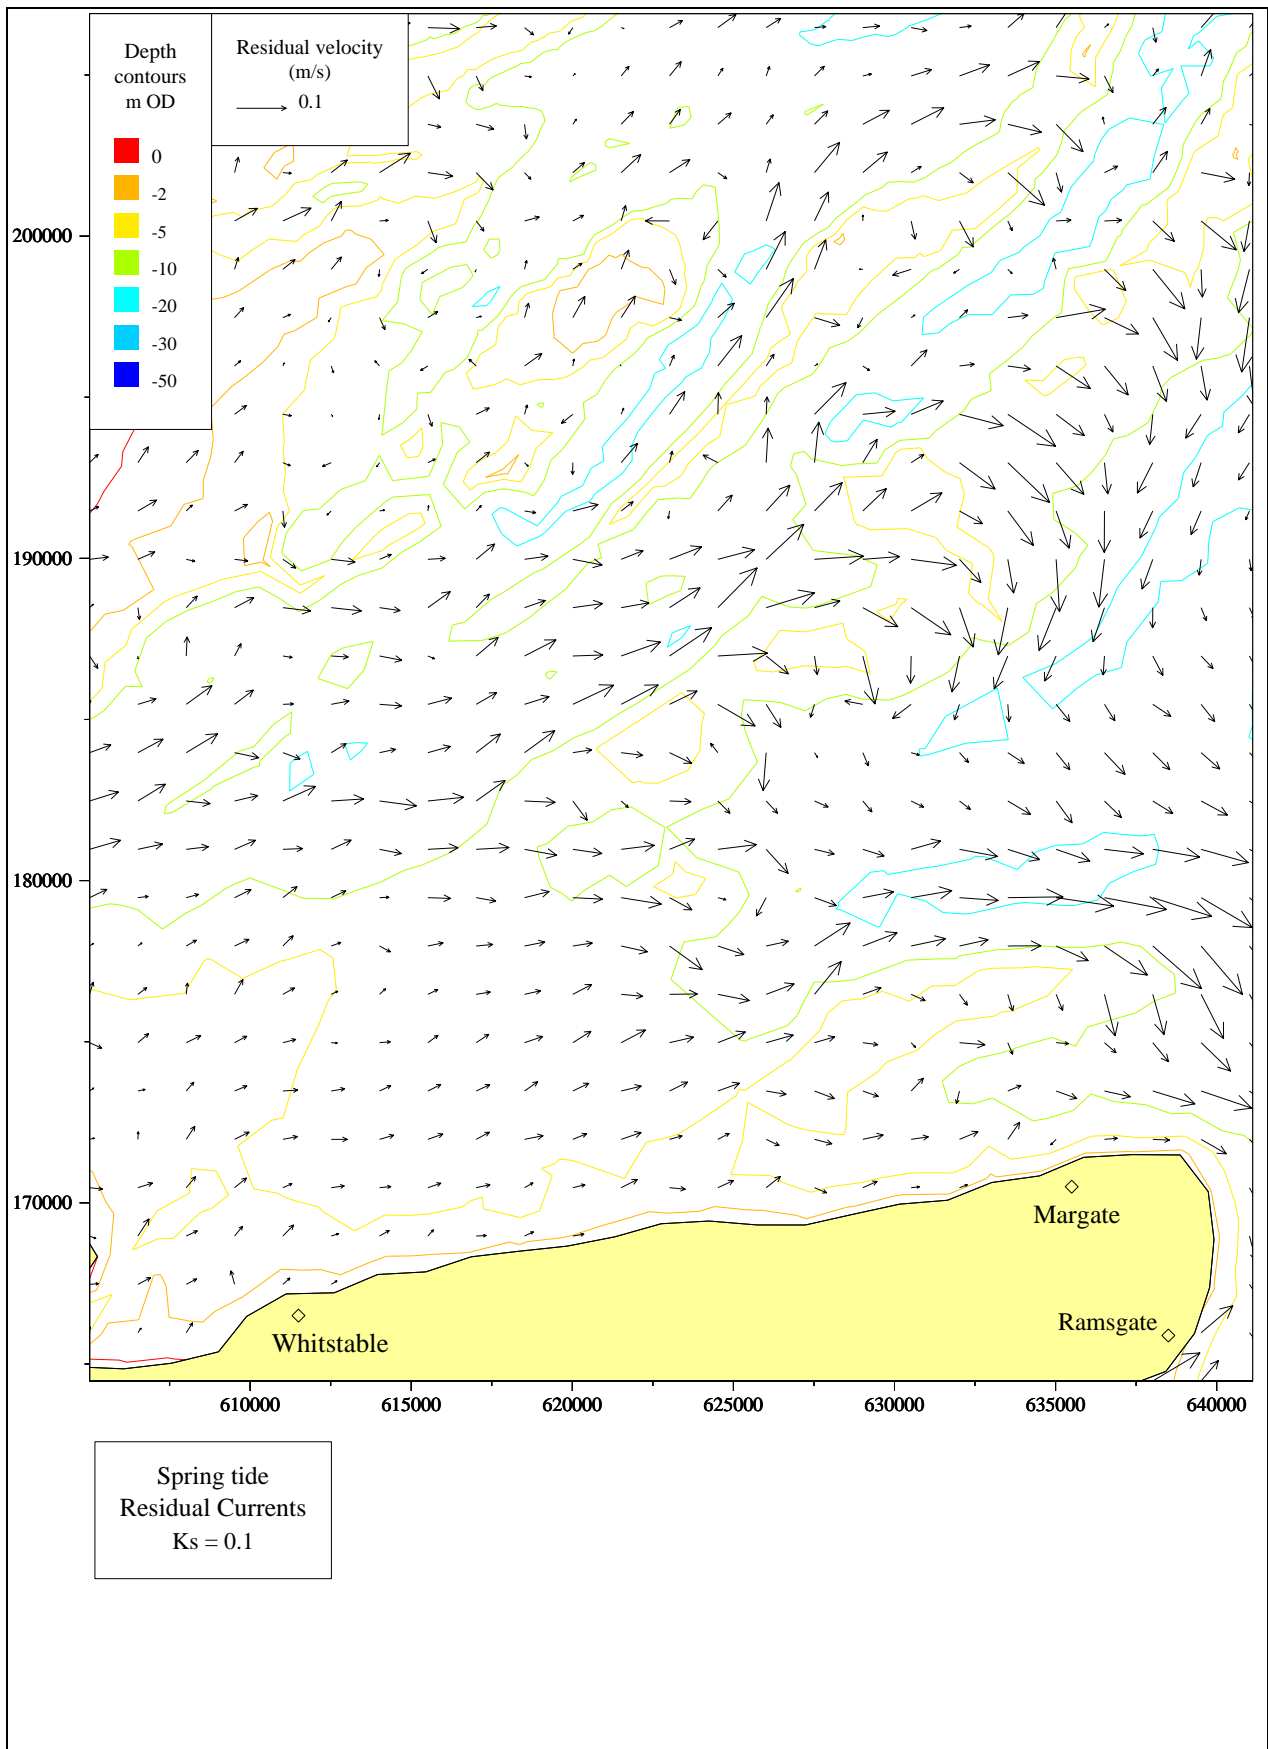 Depth
contours
m OD
0
-2
-5
-10
-20
-30
-50
Residual velocity
(m/s)
0.1
200000
190000
180000
170000
Margate
Ramsgate
Whitstable
610000 615000 620000 625000 630000 635000 640000
Spring tide
Residual Currents
Ks = 0.1